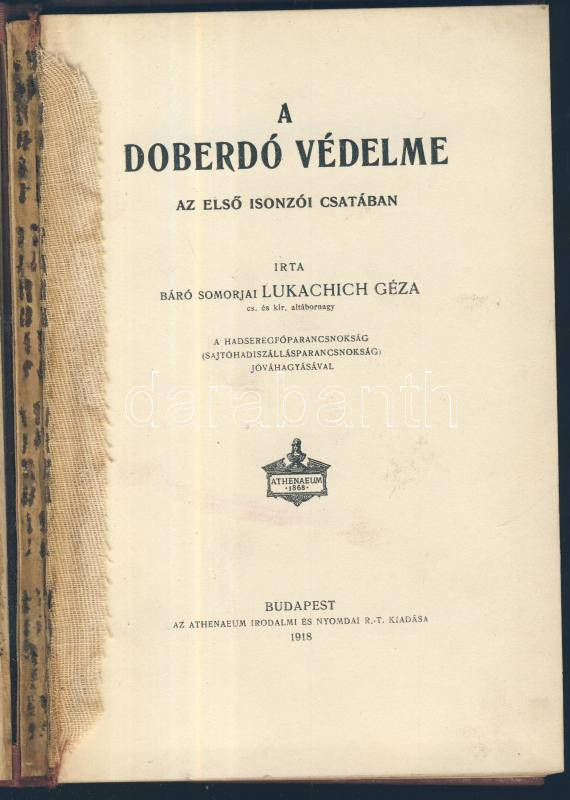 A
DOBERDÓ VÉDELME
AZ ELSŐ ISONZÓI CSATÁBAN
IRTA
BÁRÓ SOMORJAI LUKACHICH GÉZA
cs. és kir. altábornagy
A HADSEREGFŐPARANCSNOKSÁG
(SAJTÓHADISZÁLLÁSPARANCSNOKSÁG)
JÓVÁHAGYÁSÁVAL
darabanth
ATHENAEUM
·1868·
BUDAPEST
AZ ATHENAEUM IRODALMI ÉS NYOMDAI R.-T. KIADÁSA
1918